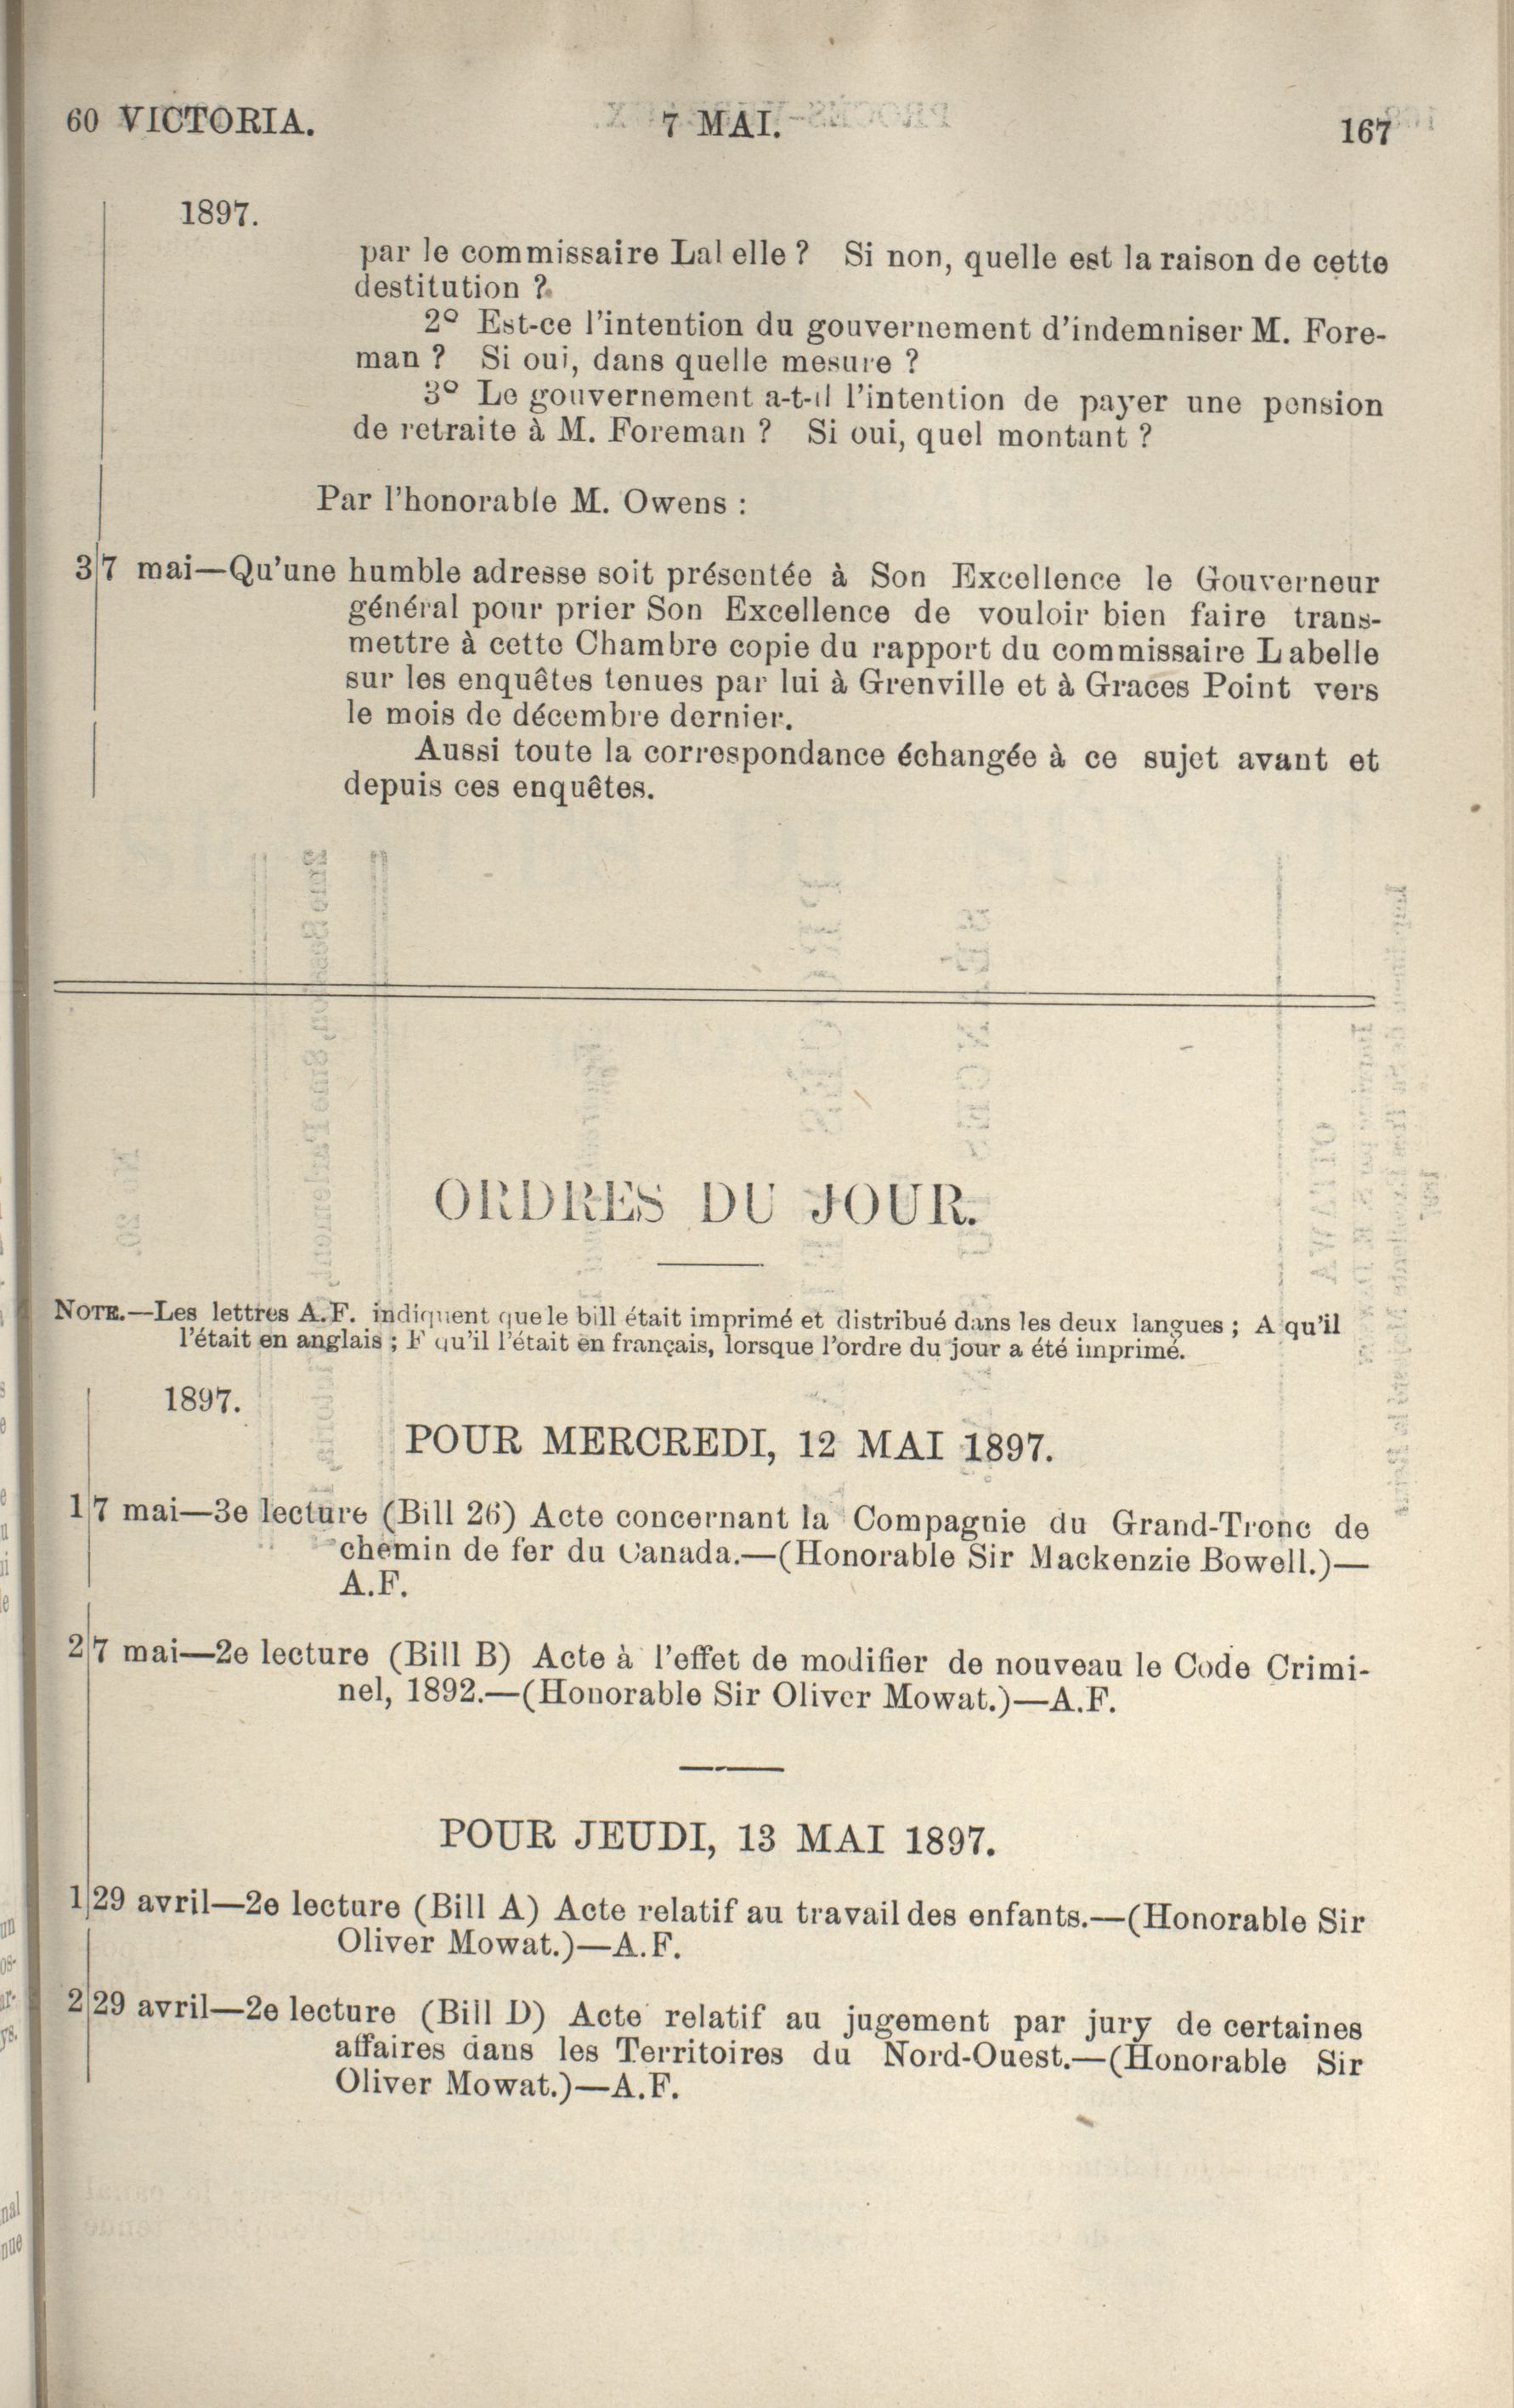 60 VICTORIA. 7 MAI. 167
1897.
par le commissaire Lal elle ? Si non, quelle est la raison de cette
destitution ?
2° Est-ce l'intention du gouvernement d'indemniser M. Fore-
man ? Si oui, dans quelle mesure ?
3° Le gouvernement a-t-il l'intention de payer une pension
de retraite à M. Foreman ? Si oui, quel montant ?
Par l'honorable M. Owens :
3|7 mai—Qu'une humble adresse soit présentée à Son Excellence le Gouverneur
général pour prier Son Excellence de vouloir bien faire trans-
mettre à cette Chambre copie du rapport du commissaire Labelle
sur les enquêtes tenues par lui à Grenville et à Graces Point vers
le mois de décembre dernier.
Aussi toute la correspondance échangée à ce sujet avant et
depuis ces enquêtes.
ORDRES DU JOUR.
NOTE.—Les lettres A.F. indiquent que le bill était imprimé et distribué dans les deux langues ; A qu'il
l'était en anglais ; F qu'il l'était en français, lorsque l'ordre du jour a été imprimé.
1897.
POUR MERCREDI, 12 MAI 1897.
1|7 mai—3e lecture (Bill 26) Acte concernant la Compagnie du Grand-Tronc de
chemin de fer du Canada.—(Honorable Sir Mackenzie Bowell.)—
A.F.
2|7 mai—2e lecture (Bill B) Acte à l'effet de modifier de nouveau le Code Crimi-
nel, 1892.—(Honorable Sir Oliver Mowat.)—A.F.
POUR JEUDI, 13 MAI 1897.
1|29 avril—2e lecture (Bill A) Acte relatif au travail des enfants.—(Honorable Sir
Oliver Mowat.)—A.F.
2|29 avril—2e lecture (Bill D) Acte relatif au jugement par jury de certaines
affaires dans les Territoires du Nord-Ouest.—(Honorable Sir
Oliver Mowat.)—A.F.